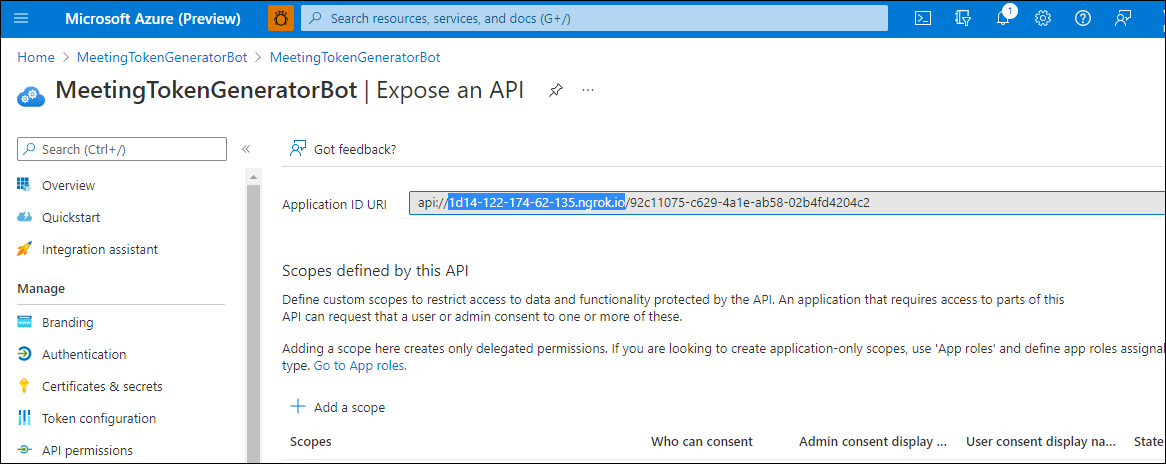 Microsoft Azure (Preview)
Search resources, services, and docs (G+/)
1
Home > MeetingTokenGeneratorBot > MeetingTokenGeneratorBot
MeetingTokenGeneratorBot | Expose an API
Search (Ctrl+/)
«
Overview
Quickstart
Integration assistant
Manage
Branding
Authentication
Certificates & secrets
Token configuration
API permissions
Got feedback?
Application ID URI
api://1d14-122-174-62-135.ngrok.io/92c11075-c629-4a1e-ab58-02b4fd4204c2
Scopes defined by this API
Define custom scopes to restrict access to data and functionality protected by the API. An application that requires access to parts of this
API can request that a user or admin consent to one or more of these.
Adding a scope here creates only delegated permissions. If you are looking to create application-only scopes, use 'App roles' and define app roles assignal
type. Go to App roles.
Add a scope
Scopes Who can consent Admin consent display ... User consent display na... State